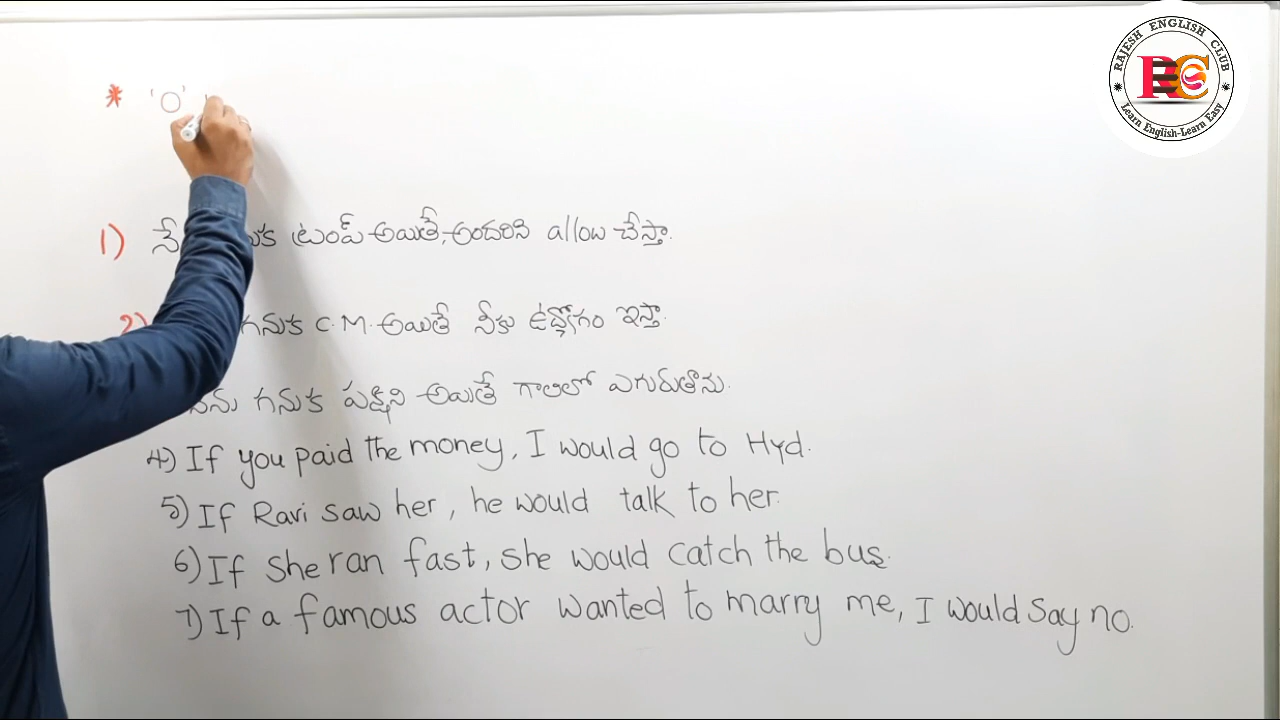 RAJESH ENGLISH CLUB
REC
Learn English-Learn Easy
* 'O'
1) ట్రంప్ అయితే, అందరిని allow చేస్తా.
2) గనుక C.M. అయితే నీకు ఉద్యోగం ఇస్తా.
గనుక పక్షిని అయితే గాలిలో ఎగురుతాను.
4) If you paid the money, I would go to Hyd.
5) If Ravi saw her, he would talk to her.
6) If she ran fast, she would catch the bus.
7) If a famous actor wanted to marry me, I would say no.